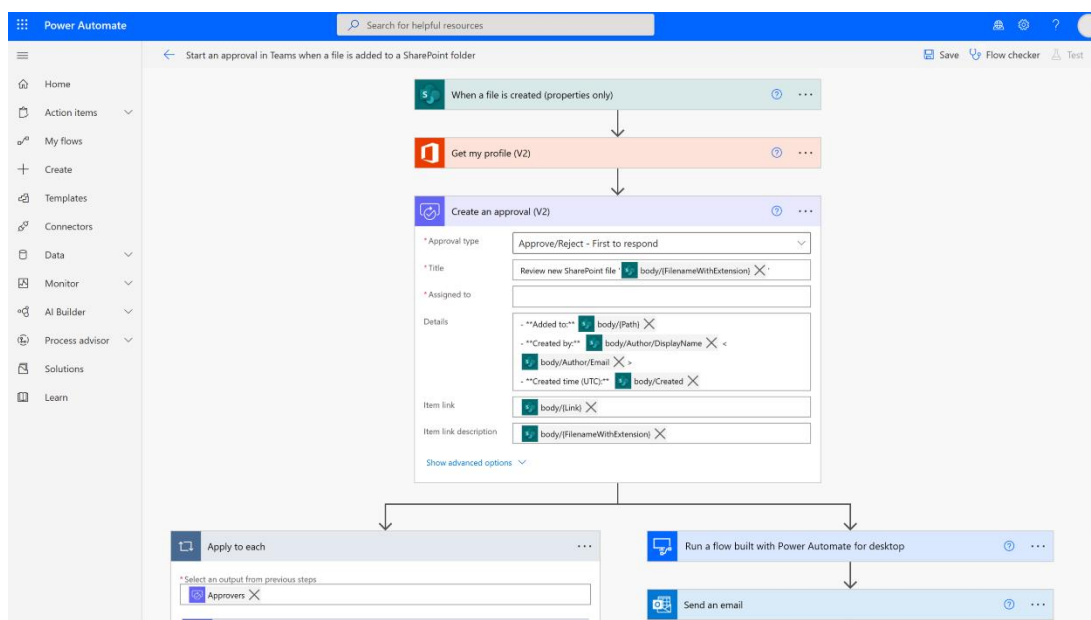 Power Automate
Search for helpful resources
?
Start an approval in Teams when a file is added to a SharePoint folder
Save
Flow checker
Test
Home
Action items
My flows
Create
Templates
Connectors
Data
Monitor
AI Builder
Process advisor
Solutions
Learn
When a file is created (properties only)
Get my profile (V2)
Create an approval (V2)
* Approval type
Approve/Reject - First to respond
* Title
Review new SharePoint file ' body/{FilenameWithExtension} '
* Assigned to
Details
- **Added to:** body/{Path}
- **Created by:** body/Author/DisplayName <
body/Author/Email >
- **Created time (UTC):** body/Created
Item link
body/{Link}
Item link description
body/{FilenameWithExtension}
Show advanced options
Apply to each
* Select an output from previous steps
Approvers
Run a flow built with Power Automate for desktop
Send an email